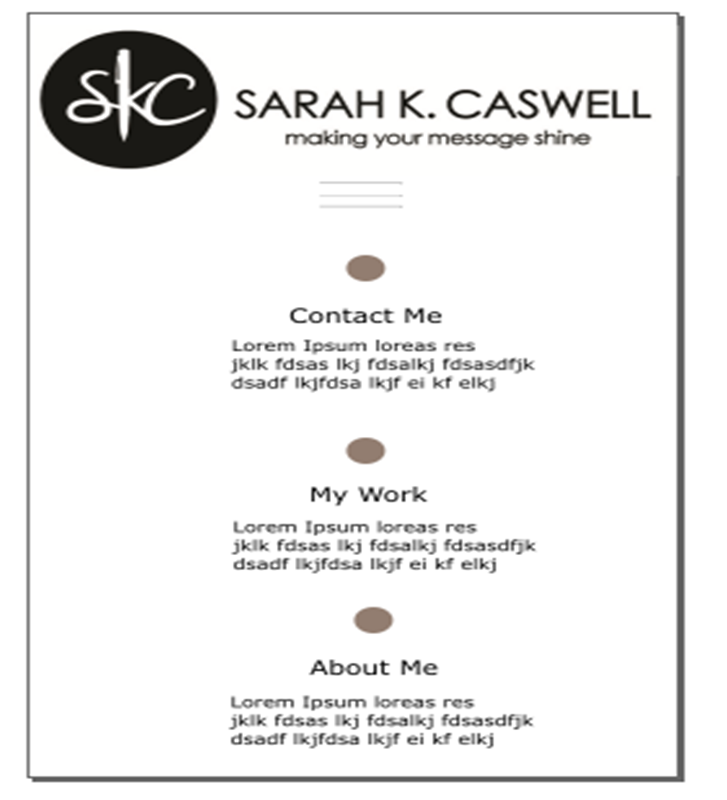 skc
SARAH K. CASWELL
making your message shine
Contact Me
Lorem Ipsum loreas res
jklk fdsas lkj fdsalkj fdsasdfjk
dsadf lkjfdsa lkjf ei kf elkj
My Work
Lorem Ipsum loreas res
jklk fdsas lkj fdsalkj fdsasdfjk
dsadf lkjfdsa lkjf ei kf elkj
About Me
Lorem Ipsum loreas res
jklk fdsas lkj fdsalkj fdsasdfjk
dsadf lkjfdsa lkjf ei kf elkj